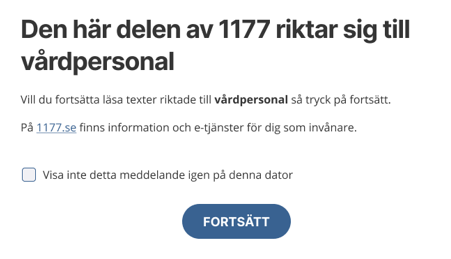 Den här delen av 1177 riktar sig till
vårdpersonal
Vill du fortsätta läsa texter riktade till vårdpersonal så tryck på fortsätt.
På 1177.se finns information och e-tjänster för dig som invånare.
Visa inte detta meddelande igen på denna dator
FORTSÄTT